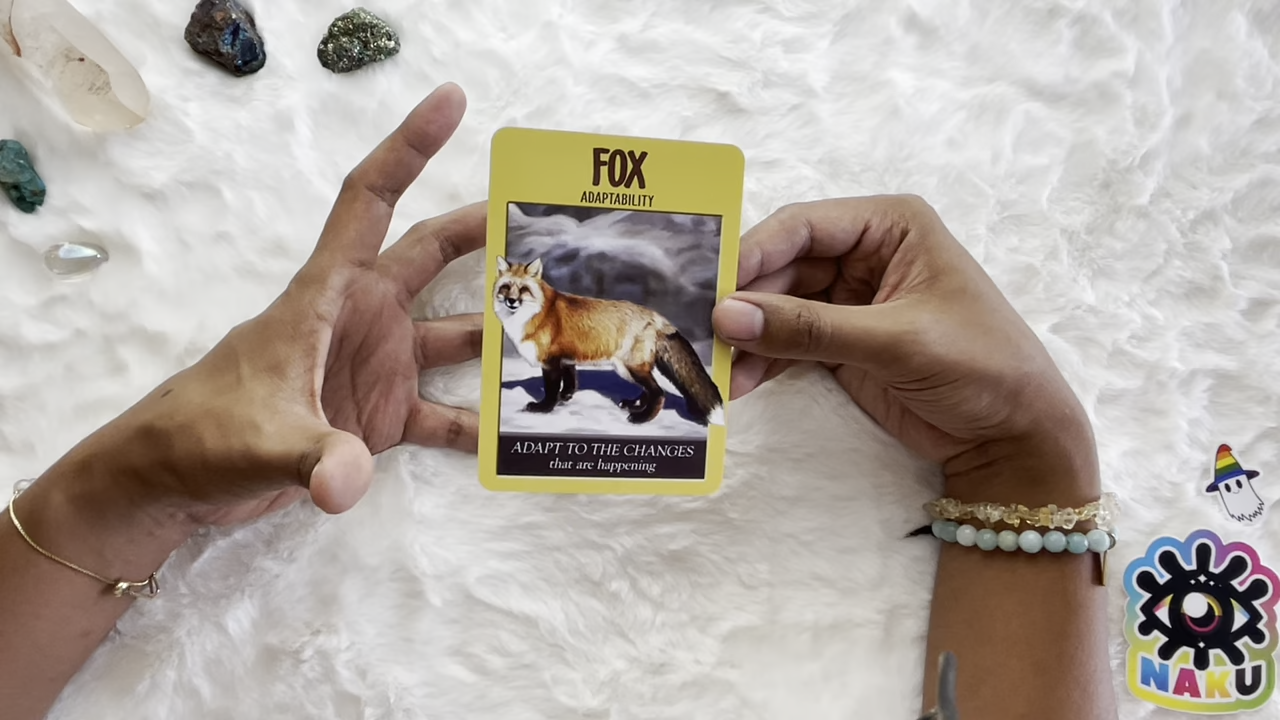 FOX
ADAPTABILITY
ADAPT TO THE CHANGES
that are happening
NAKU